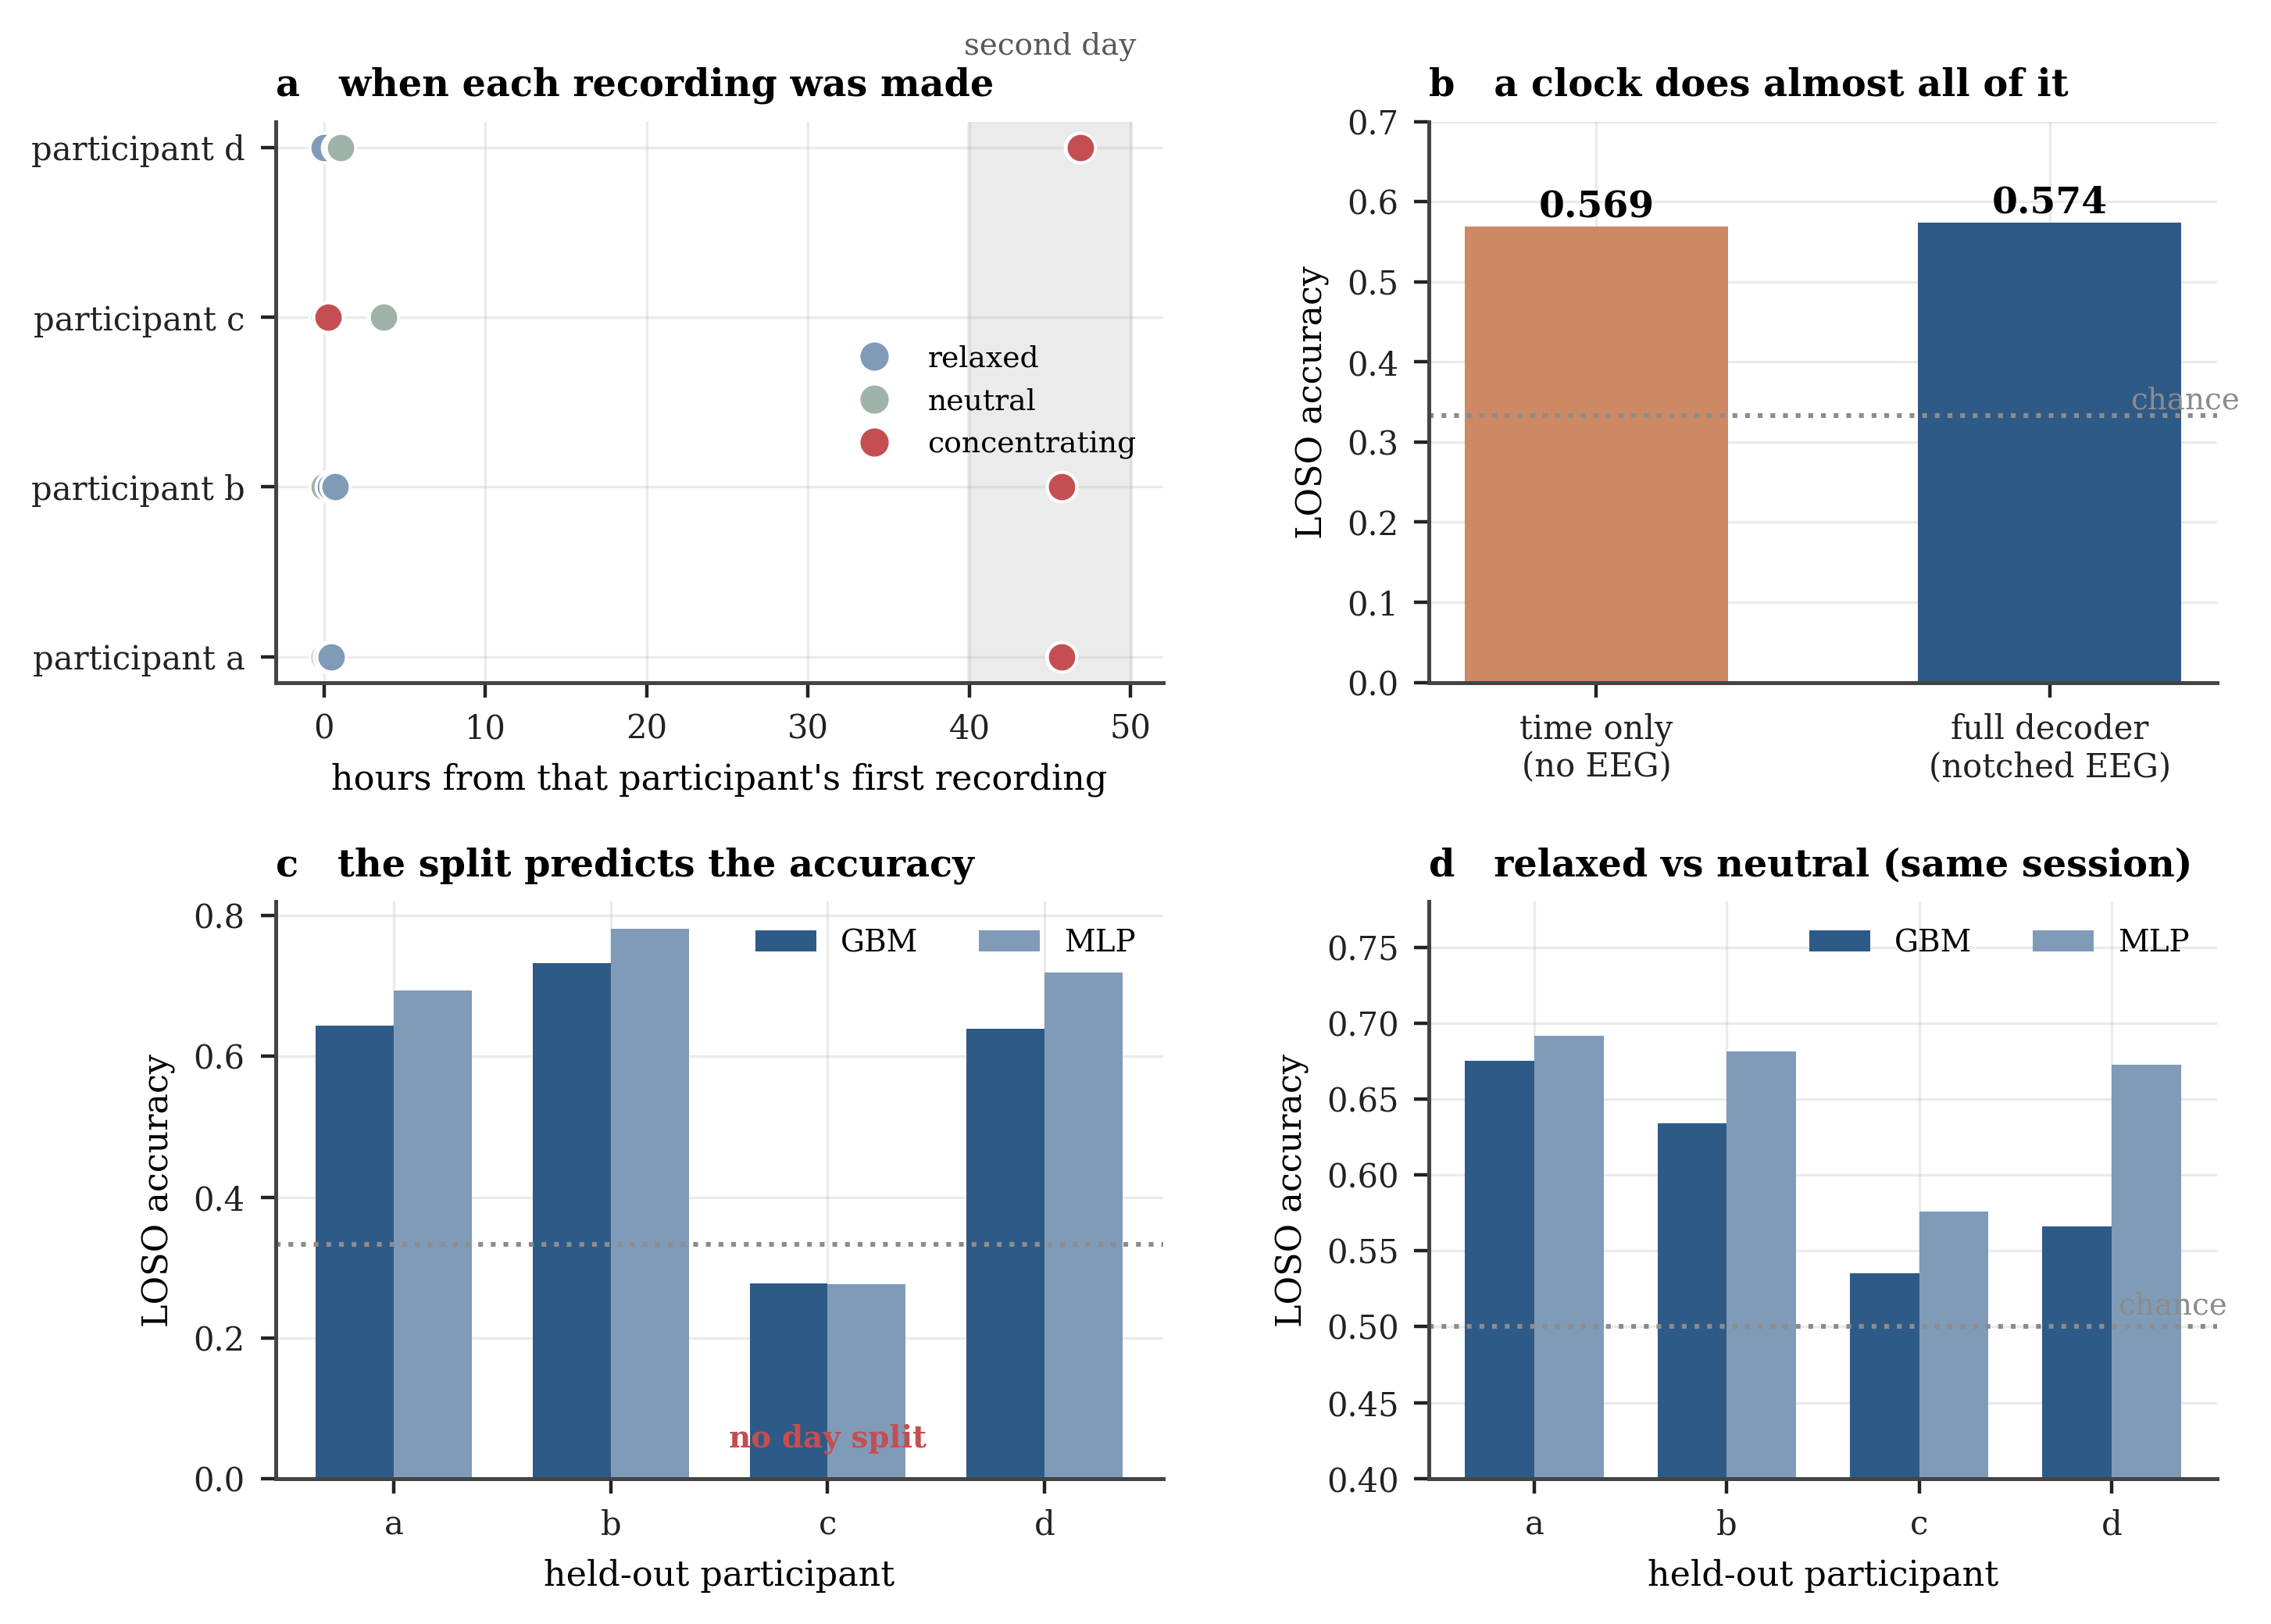 second day
a when each recording was made
participant d
participant c
participant b
participant a
relaxed
neutral
concentrating
0 10 20 30 40 50
hours from that participant's first recording
b a clock does almost all of it
LOSO accuracy
0.7
0.6
0.5
0.4
0.3
0.2
0.1
0.0
0.569
0.574
chance
time only
(no EEG)
full decoder
(notched EEG)
c the split predicts the accuracy
LOSO accuracy
0.8
0.6
0.4
0.2
0.0
GBM MLP
no day split
a b c d
held-out participant
d relaxed vs neutral (same session)
LOSO accuracy
0.75
0.70
0.65
0.60
0.55
0.50
0.45
0.40
GBM MLP
chance
a b c d
held-out participant